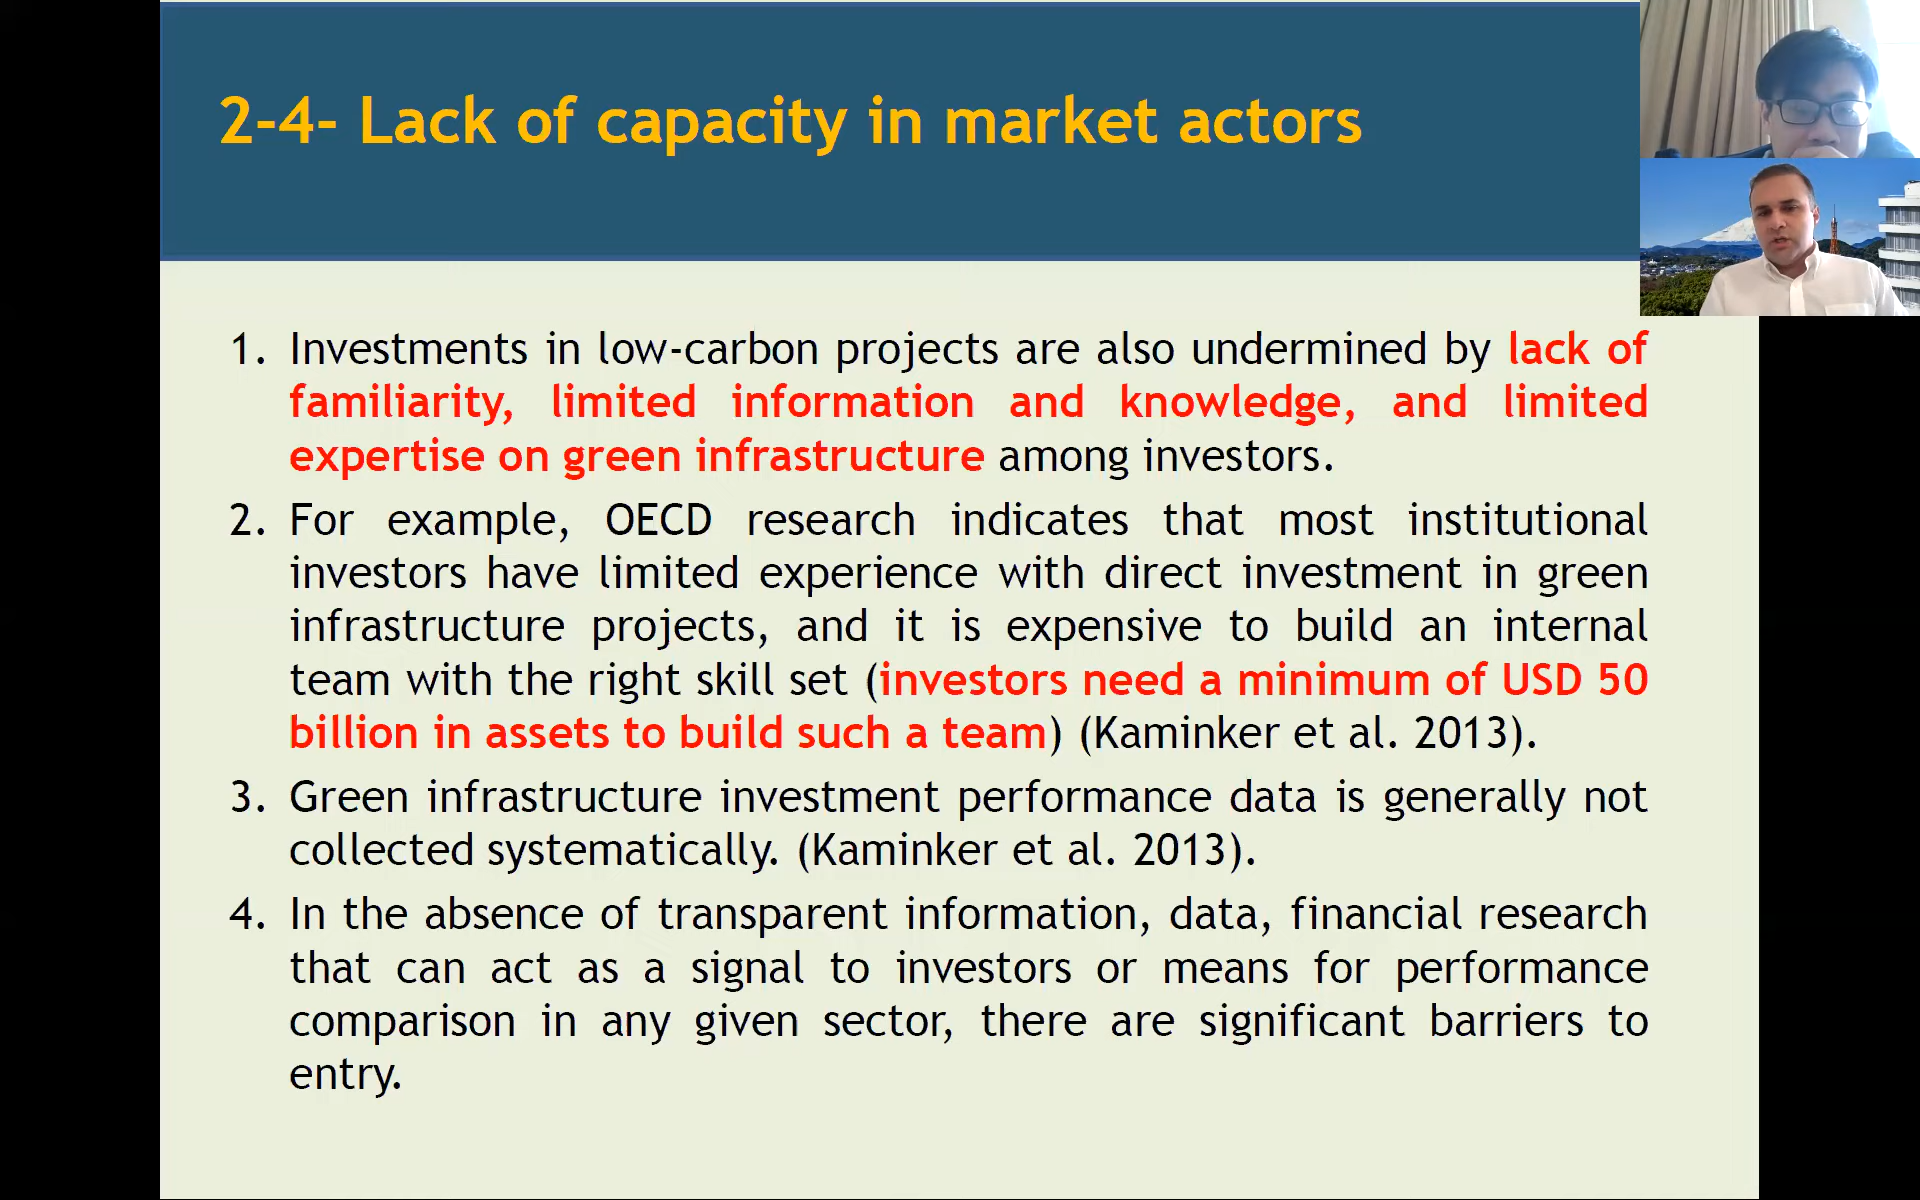 2-4- Lack of capacity in market actors
1. Investments in low-carbon projects are also undermined by lack of
familiarity, limited information and knowledge, and limited
expertise on green infrastructure among investors.
2. For example, OECD research indicates that most institutional
investors have limited experience with direct investment in green
infrastructure projects, and it is expensive to build an internal
team with the right skill set (investors need a minimum of USD 50
billion in assets to build such a team) (Kaminker et al. 2013).
3. Green infrastructure investment performance data is generally not
collected systematically. (Kaminker et al. 2013).
4. In the absence of transparent information, data, financial research
that can act as a signal to investors or means for performance
comparison in any given sector, there are significant barriers to
entry.